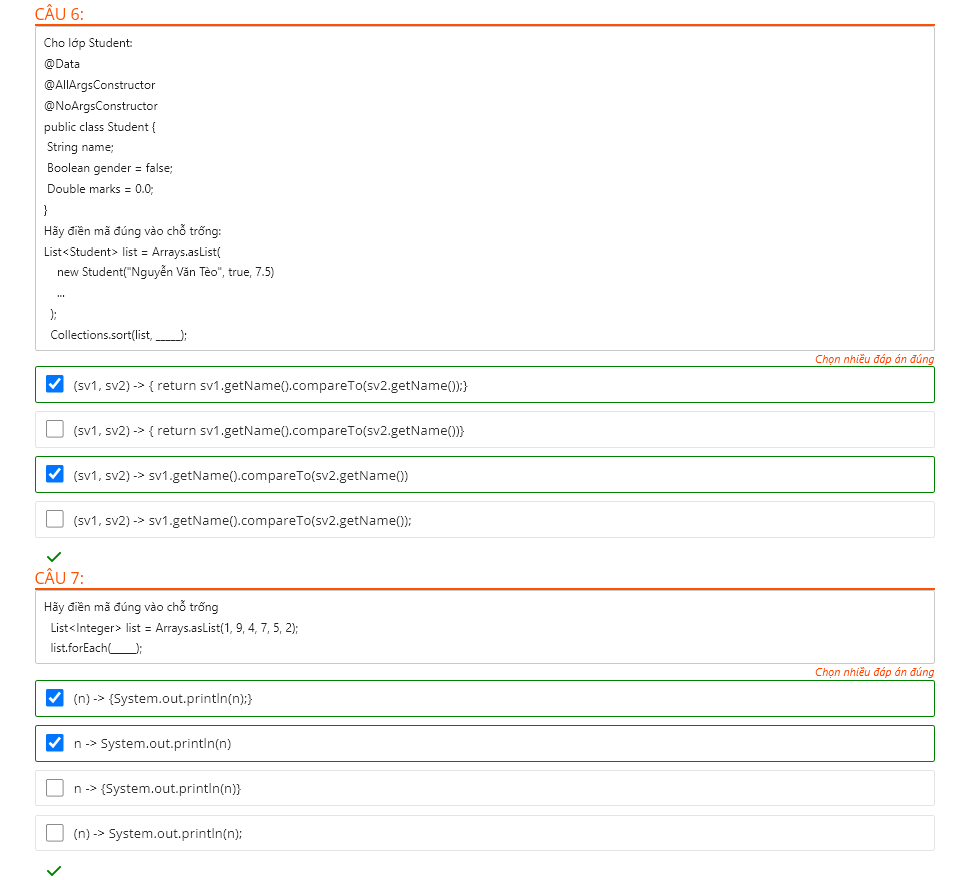 CÂU 6:
Cho lớp Student:
@Data
@AllArgsConstructor
@NoArgsConstructor
public class Student {
String name;
Boolean gender = false;
Double marks = 0.0;
}
Hãy điền mã đúng vào chỗ trống:
List<Student> list = Arrays.asList(
new Student("Nguyễn Văn Tèo", true, 7.5)
...
);
Collections.sort(list, _____);
Chọn nhiều đáp án đúng
(sv1, sv2) -> { return sv1.getName().compareTo(sv2.getName());}
(sv1, sv2) -> { return sv1.getName().compareTo(sv2.getName())}
(sv1, sv2) -> sv1.getName().compareTo(sv2.getName())
(sv1, sv2) -> sv1.getName().compareTo(sv2.getName());
CÂU 7:
Hãy điền mã đúng vào chỗ trống
List<Integer> list = Arrays.asList(1, 9, 4, 7, 5, 2);
list.forEach(_____);
Chọn nhiều đáp án đúng
(n) -> {System.out.println(n);}
n -> System.out.println(n)
n -> {System.out.println(n)}
(n) -> System.out.println(n);